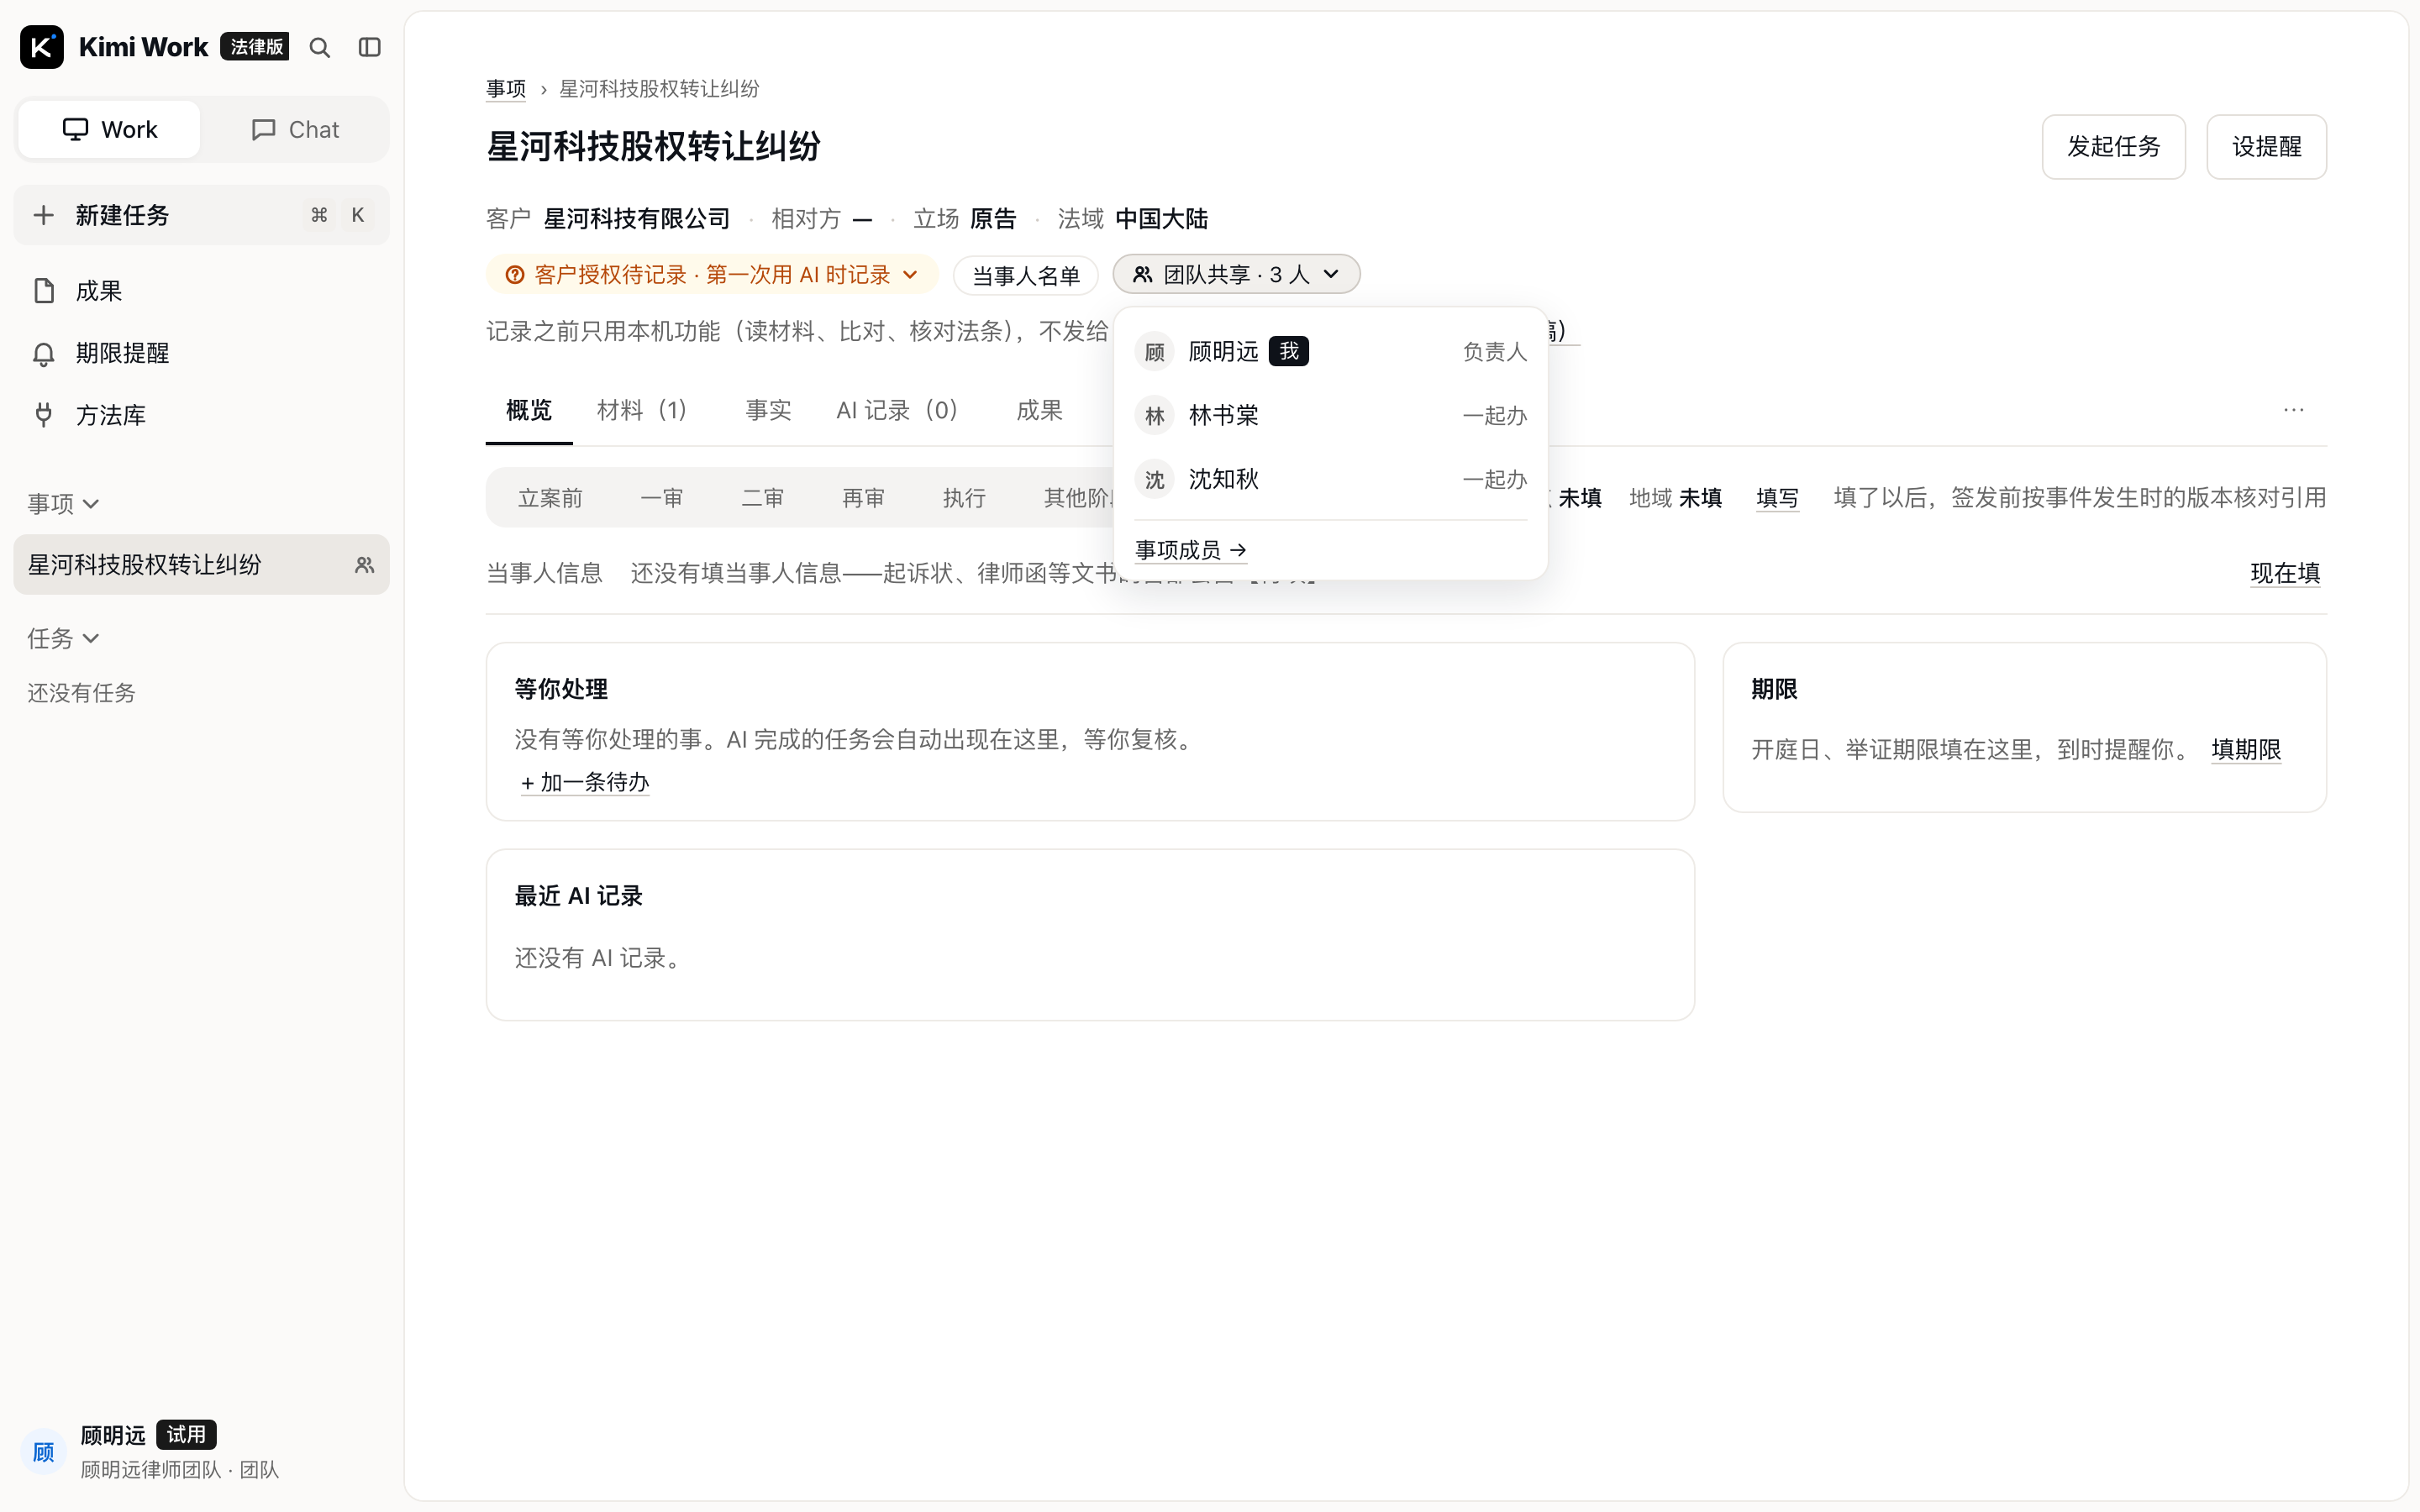 Kimi Work 法律版
Work
Chat
新建任务 ⌘ K
成果
期限提醒
方法库
事项
星河科技股权转让纠纷
任务
还没有任务
顾 顾明远 试用
顾明远律师团队 · 团队
事项 › 星河科技股权转让纠纷
星河科技股权转让纠纷
发起任务 设提醒
客户 星河科技有限公司 · 相对方 — · 立场 原告 · 法域 中国大陆
客户授权待记录 · 第一次用 AI 时记录 当事人名单 团队共享 · 3 人
记录之前只用本机功能（读材料、比对、核对法条），不发给
顾 顾明远 我 负责人
林 林书棠 一起办
沈 沈知秋 一起办
事项成员 →
概览 材料（1） 事实 AI 记录（0） 成果 ···
立案前 一审 二审 再审 执行 其他阶 未填 地域 未填 填写 填了以后，签发前按事件发生时的版本核对引用
当事人信息 还没有填当事人信息——起诉状、律师函等文书 现在填
等你处理
没有等你处理的事。AI 完成的任务会自动出现在这里，等你复核。
+ 加一条待办
期限
开庭日、举证期限填在这里，到时提醒你。 填期限
最近 AI 记录
还没有 AI 记录。